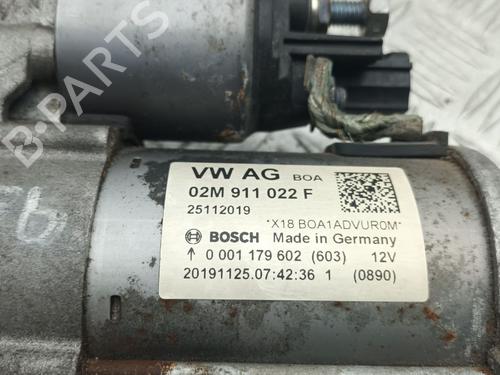 VW AG BOA
02M 911 022 F
25112019
*X18 BOA1ADVUR0M*
BOSCH Made in Germany
↑ 0 001 179 602 (603) 12V
20191125.07:42:36 1 (0890)
B-PARTS